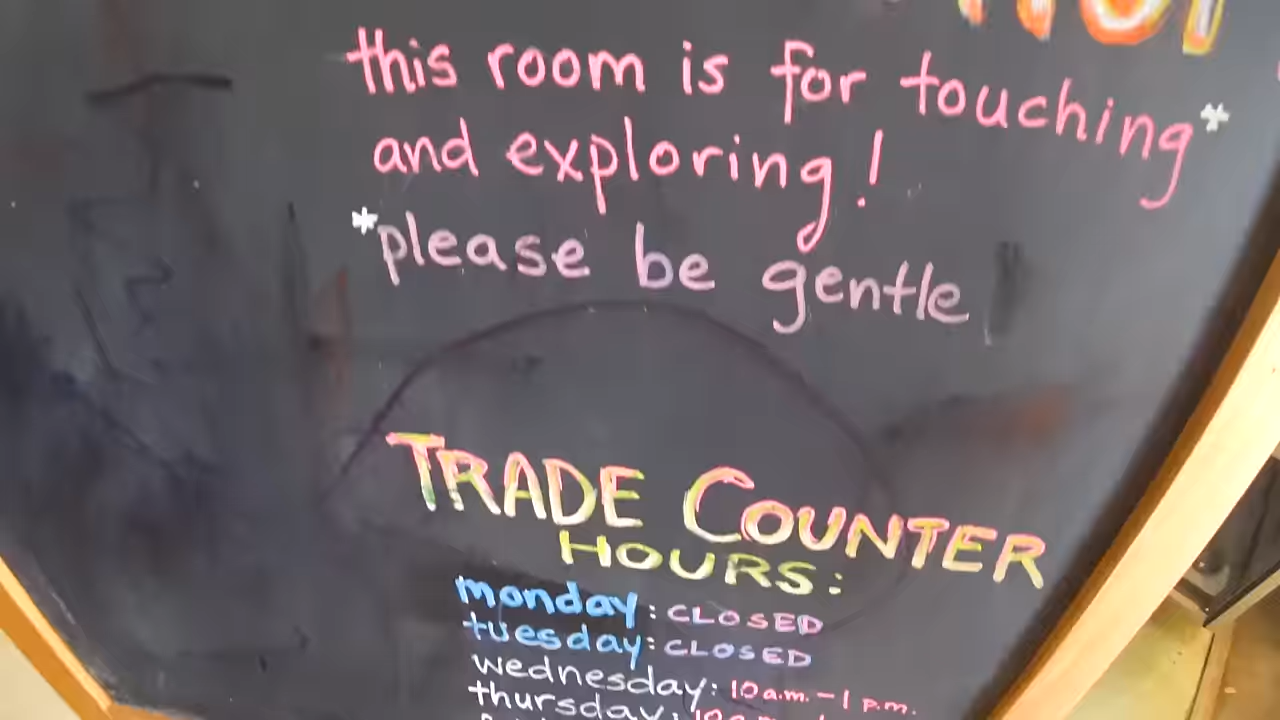 this room is for touching*
and exploring!
*please be gentle
TRADE COUNTER
HOURS:
monday: CLOSED
tuesday: CLOSED
wednesday: 10 a.m. - 1 p.m.
thursday: